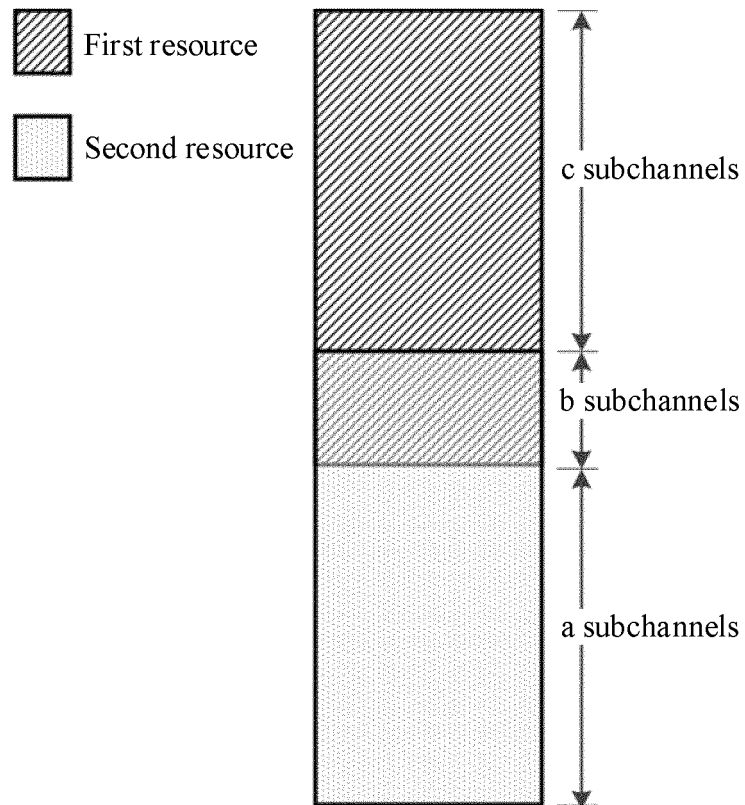 First resource
Second resource
c subchannels
b subchannels
a subchannels